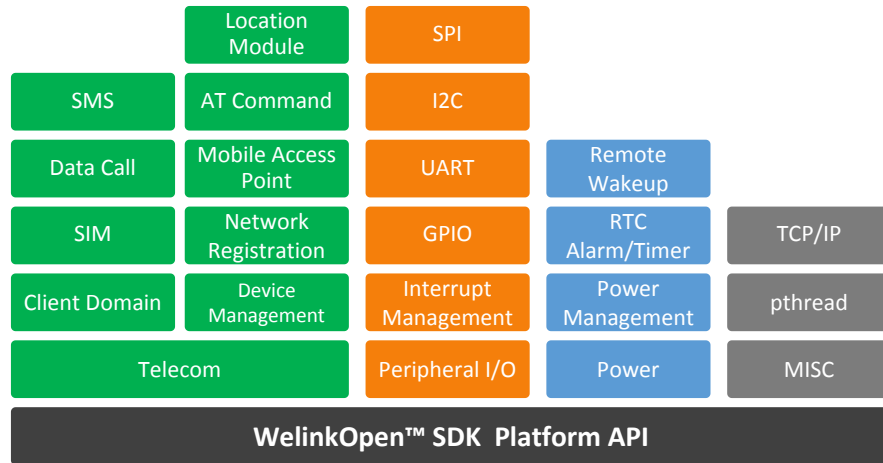 Location
Module
SPI
SMS
AT Command
I2C
Data Call
Mobile Access
Point
UART
Remote
Wakeup
SIM
Network
Registration
GPIO
RTC
Alarm/Timer
TCP/IP
Client Domain
Device
Management
Interrupt
Management
Power
Management
pthread
Telecom
Peripheral I/O
Power
MISC
WelinkOpen™ SDK Platform API